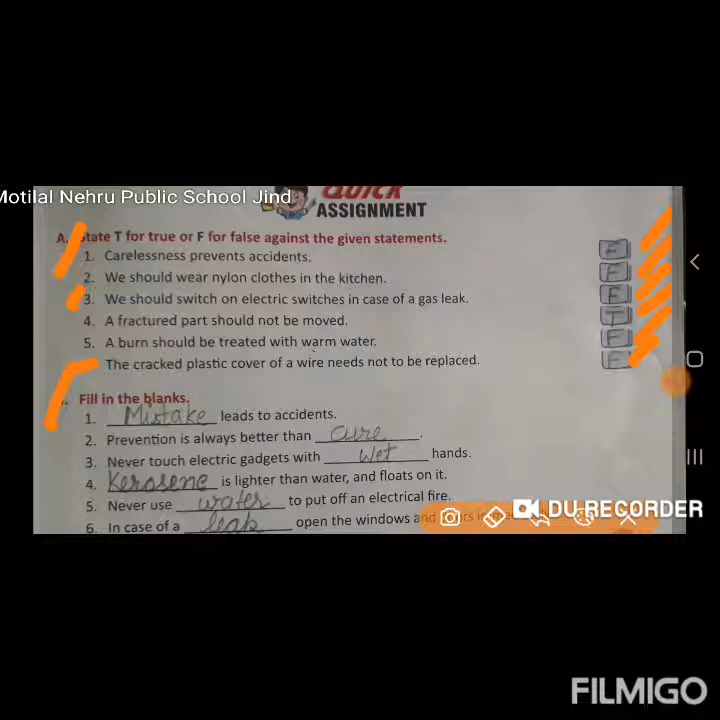 Motilal Nehru Public School Jind
QUICK
ASSIGNMENT
A. State T for true or F for false against the given statements.
1. Carelessness prevents accidents. F
2. We should wear nylon clothes in the kitchen. F
3. We should switch on electric switches in case of a gas leak. F
4. A fractured part should not be moved. T
5. A burn should be treated with warm water. F
The cracked plastic cover of a wire needs not to be replaced. F
Fill in the blanks.
1. Mistake leads to accidents.
2. Prevention is always better than cure.
3. Never touch electric gadgets with wet hands.
4. Kerosene is lighter than water, and floats on it.
5. Never use water to put off an electrical fire.
6. In case of a leak open the windows and
DU RECORDER
FILMIGO